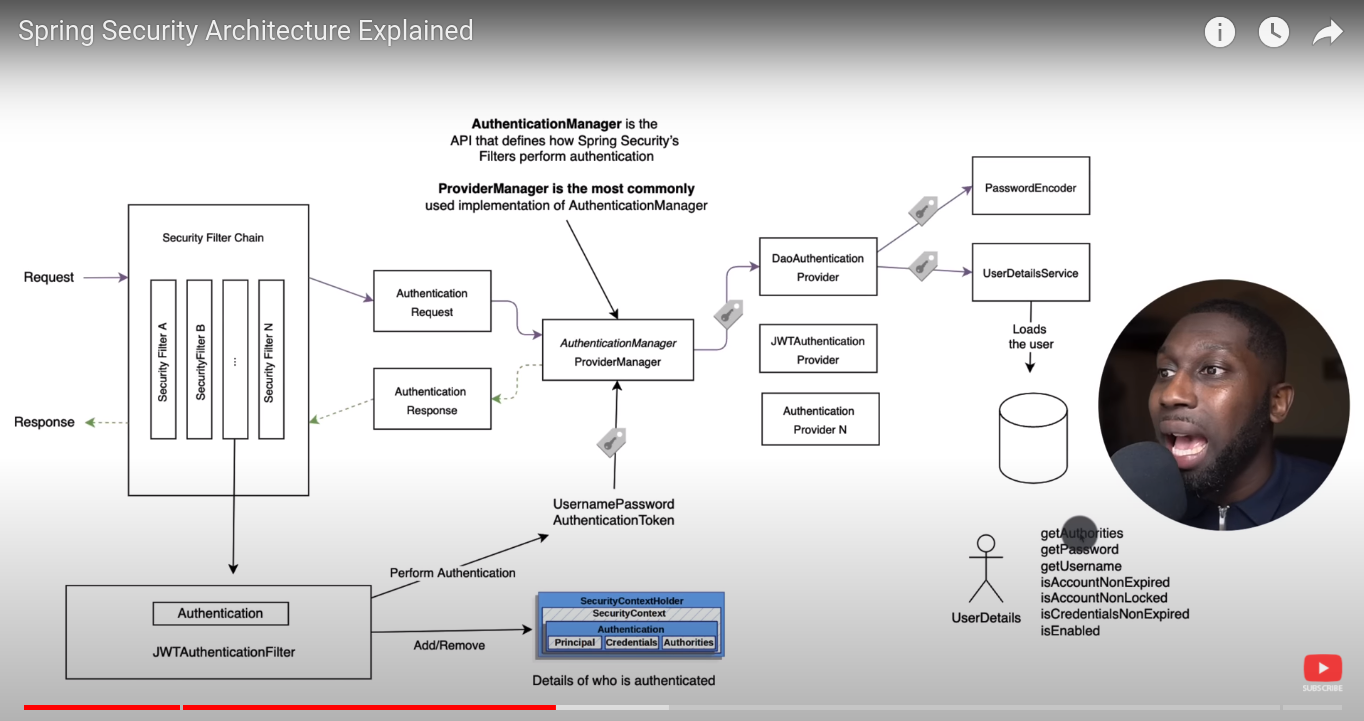 Spring Security Architecture Explained
AuthenticationManager is the
API that defines how Spring Security's
Filters perform authentication
ProviderManager is the most commonly
used implementation of AuthenticationManager
Security Filter Chain
Request
Response
Security Filter A
SecurityFilter B
...
Security Filter N
Authentication
Request
Authentication
Response
AuthenticationManager
ProviderManager
DaoAuthentication
Provider
JWTAuthentication
Provider
Authentication
Provider N
PasswordEncoder
UserDetailsService
Loads
the user
UsernamePassword
AuthenticationToken
Perform Authentication
Add/Remove
Authentication
JWTAuthenticationFilter
SecurityContextHolder
SecurityContext
Authentication
Principal
Credentials
Authorities
Details of who is authenticated
UserDetails
getAuthorities
getPassword
getUsername
isAccountNonExpired
isAccountNonLocked
isCredentialsNonExpired
isEnabled
SUBSCRIBE